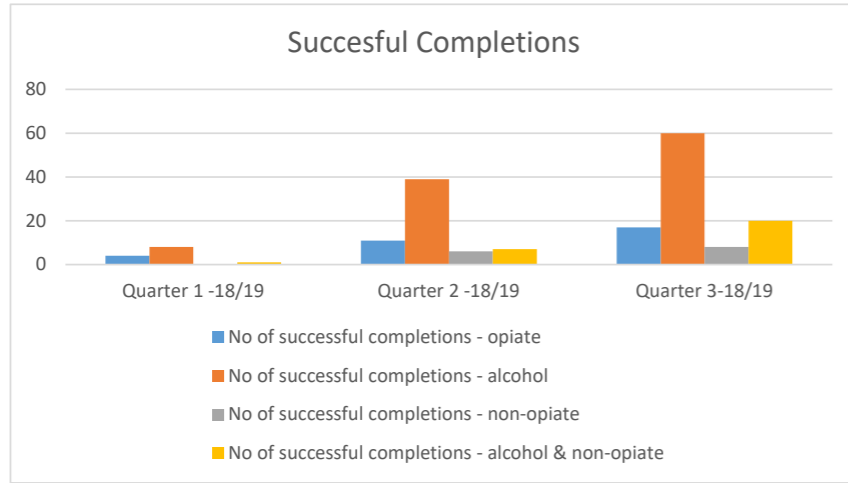 Succesful Completions
80
60
40
20
0
Quarter 1 -18/19 Quarter 2 -18/19 Quarter 3-18/19
No of successful completions - opiate
No of successful completions - alcohol
No of successful completions - non-opiate
No of successful completions - alcohol & non-opiate